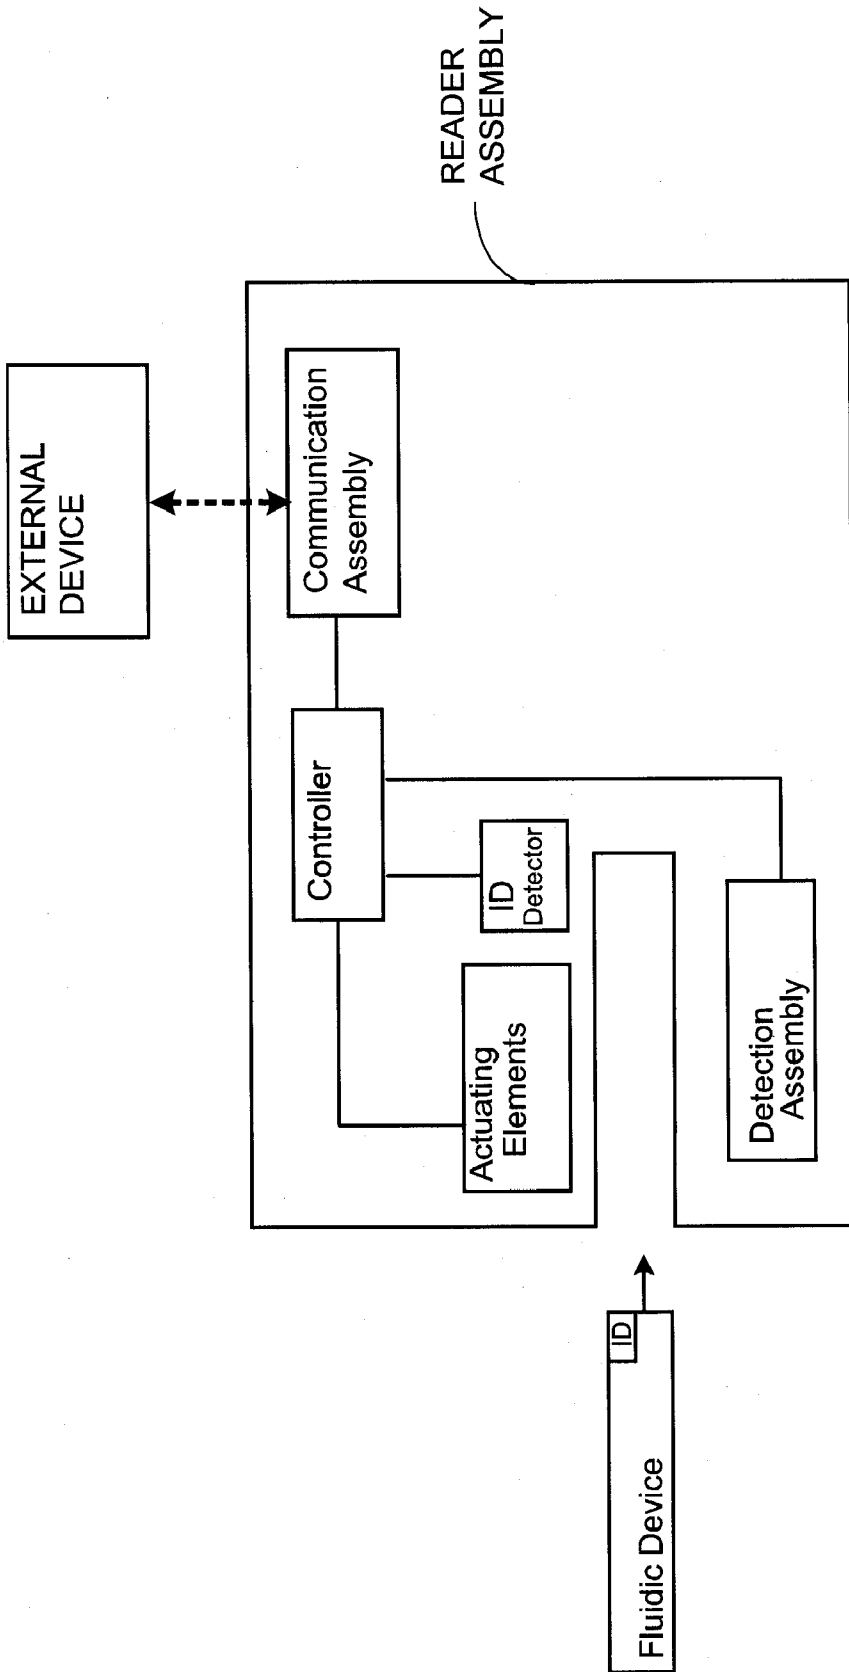 EXTERNAL
DEVICE
READER
ASSEMBLY
Communication
Assembly
Controller
ID
Detector
Actuating
Elements
Detection
Assembly
ID
Fluidic Device